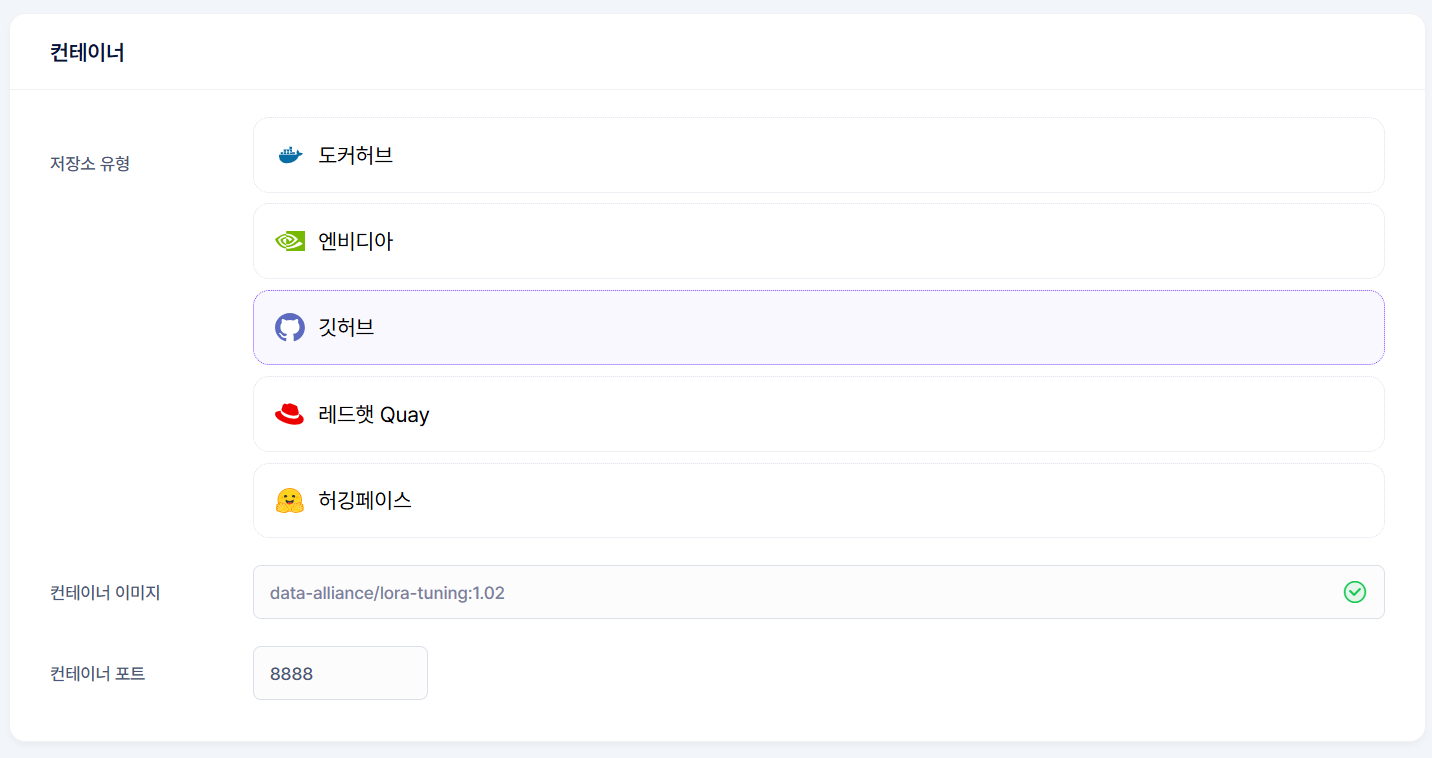 컨테이너
저장소 유형
도커허브
엔비디아
깃허브
레드햇 Quay
허깅페이스
컨테이너 이미지
data-alliance/lora-tuning:1.02
컨테이너 포트
8888